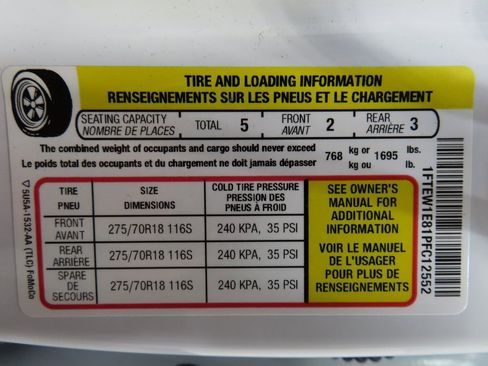 TIRE AND LOADING INFORMATION
RENSEIGNEMENTS SUR LES PNEUS ET LE CHARGEMENT
SEATING CAPACITY
NOMBRE DE PLACES
TOTAL 5
FRONT
AVANT
2
REAR
ARRIÈRE
3
The combined weight of occupants and cargo should never exceed
Le poids total des occupants et du chargement ne doit jamais dépasser
768
kg or
kg ou
1695
lbs.
lb.
TIRE
PNEU
SIZE
DIMENSIONS
COLD TIRE PRESSURE
PRESSION DES
PNEUS À FROID
FRONT
AVANT
275/70R18 116S
240 KPA, 35 PSI
REAR
ARRIÈRE
275/70R18 116S
240 KPA, 35 PSI
SPARE
DE SECOURS
275/70R18 116S
240 KPA, 35 PSI
SEE OWNER'S
MANUAL FOR
ADDITIONAL
INFORMATION
VOIR LE MANUEL
DE L'USAGER
POUR PLUS DE
RENSEIGNEMENTS
5U5A-1532-AA (TLC) FoMoCo
1FTEW1E81PFC12552